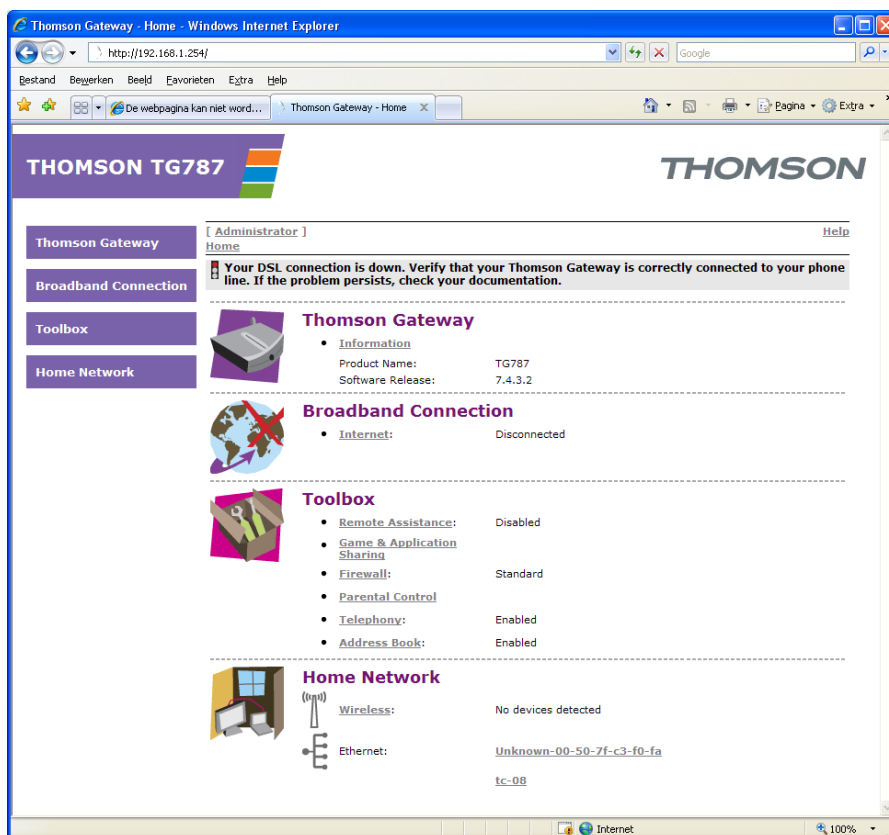 Thomson Gateway - Home - Windows Internet Explorer
http://192.168.1.254/
Google
Bestand Bewerken Beeld Favorieten Extra Help
De webpagina kan niet word... Thomson Gateway - Home X
Pagina Extra
THOMSON TG787
THOMSON
Thomson Gateway
Broadband Connection
Toolbox
Home Network
[ Administrator ] Help
Home
Your DSL connection is down. Verify that your Thomson Gateway is correctly connected to your phone
line. If the problem persists, check your documentation.
Thomson Gateway
• Information
Product Name: TG787
Software Release: 7.4.3.2
Broadband Connection
• Internet: Disconnected
Toolbox
• Remote Assistance: Disabled
• Game & Application
Sharing
• Firewall: Standard
• Parental Control
• Telephony: Enabled
• Address Book: Enabled
Home Network
Wireless: No devices detected
Ethernet: Unknown-00-50-7f-c3-f0-fa
tc-08
Internet 100%